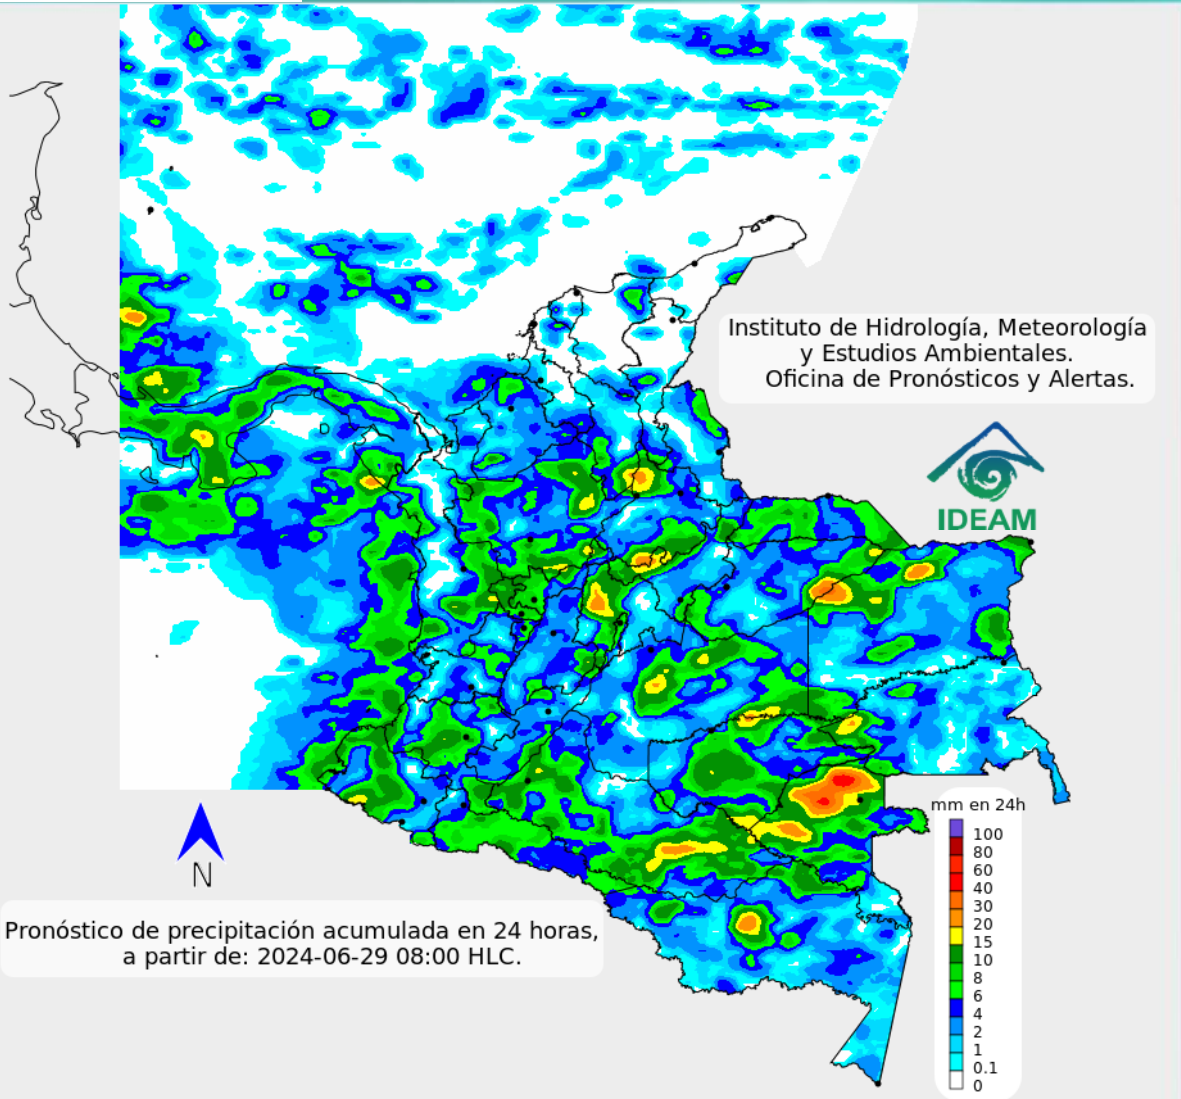 Instituto de Hidrología, Meteorología
y Estudios Ambientales.
Oficina de Pronósticos y Alertas.
IDEAM
mm en 24h
100
80
60
40
30
20
15
10
8
6
4
2
1
0.1
0
N
Pronóstico de precipitación acumulada en 24 horas,
a partir de: 2024-06-29 08:00 HLC.